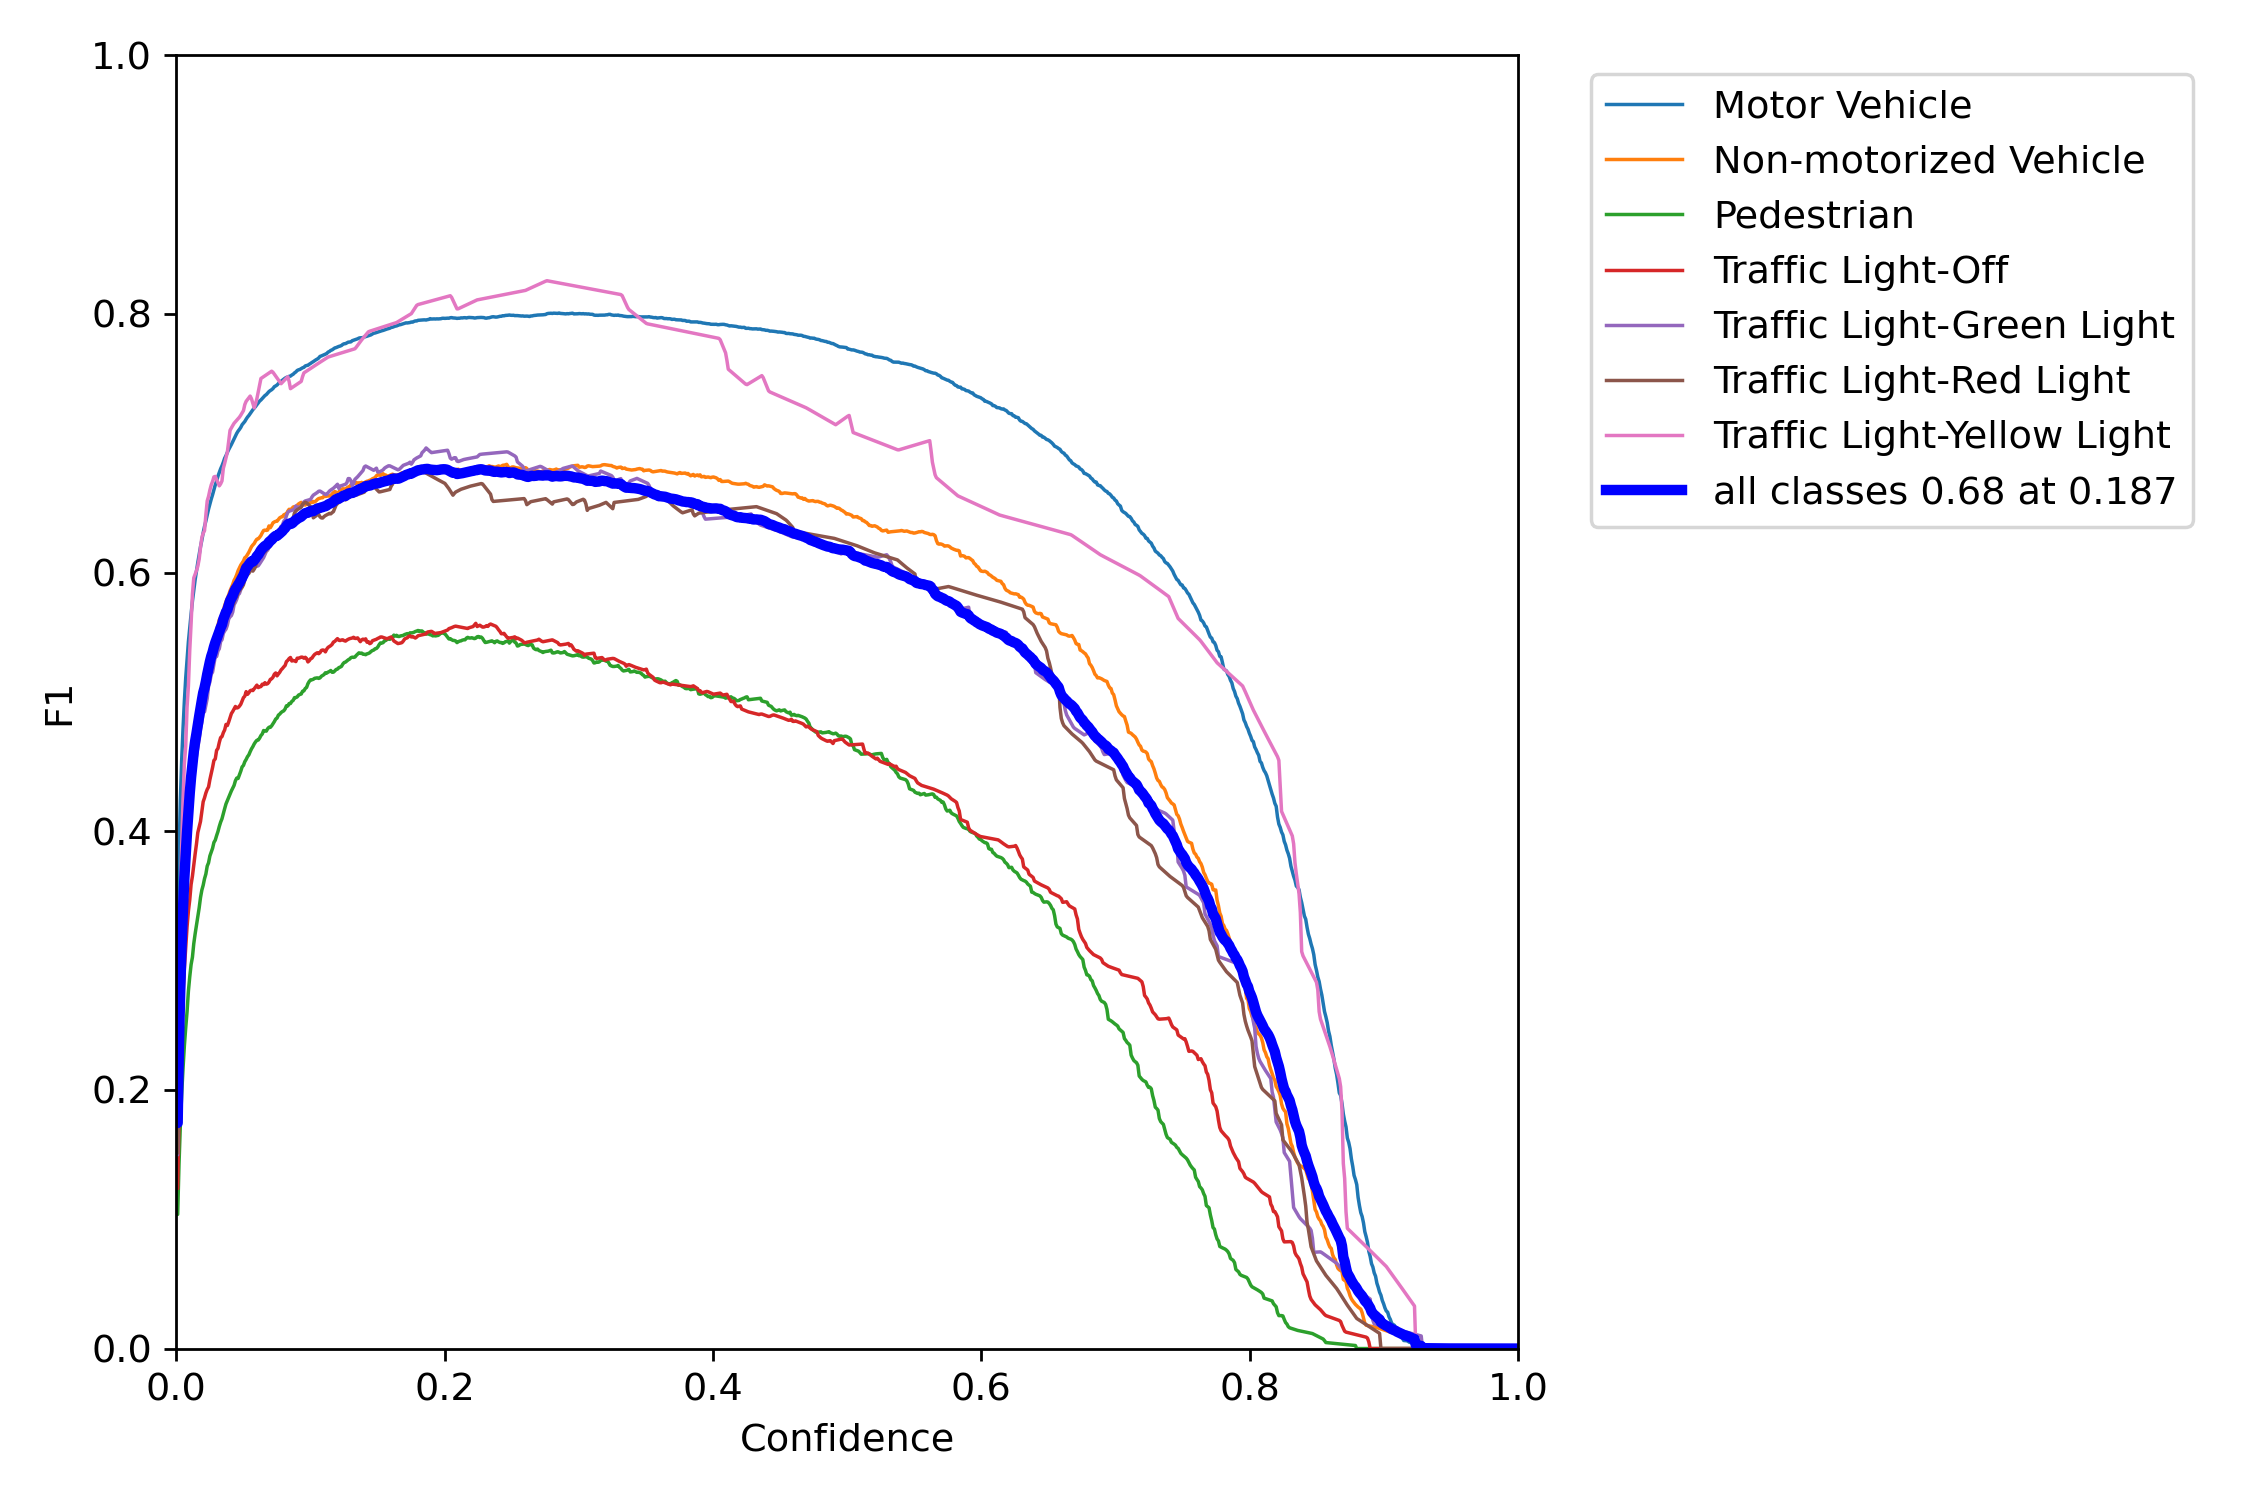 1.0
0.8
0.6
0.4
0.2
0.0
F1
0.0 0.2 0.4 0.6 0.8 1.0
Confidence
Motor Vehicle
Non-motorized Vehicle
Pedestrian
Traffic Light-Off
Traffic Light-Green Light
Traffic Light-Red Light
Traffic Light-Yellow Light
all classes 0.68 at 0.187